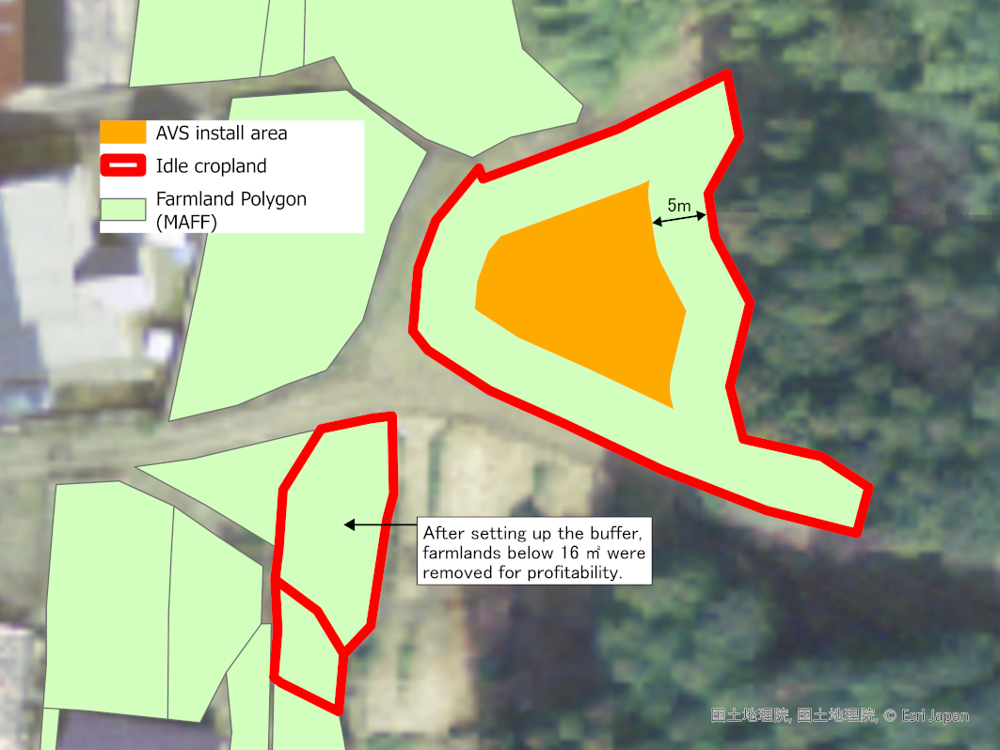 AVS install area
Idle cropland
Farmland Polygon
(MAFF)
5m
After setting up the buffer,
farmlands below 16 ㎡ were
removed for profitability.
国土地理院, 国土地理院, © Esri Japan